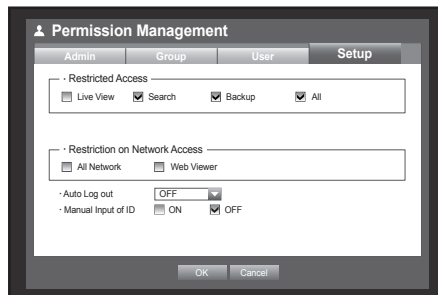 Permission Management
Admin Group User Setup
· Restricted Access
Live View Search Backup All
· Restriction on Network Access
All Network Web Viewer
· Auto Log out OFF
· Manual Input of ID ON OFF
OK Cancel